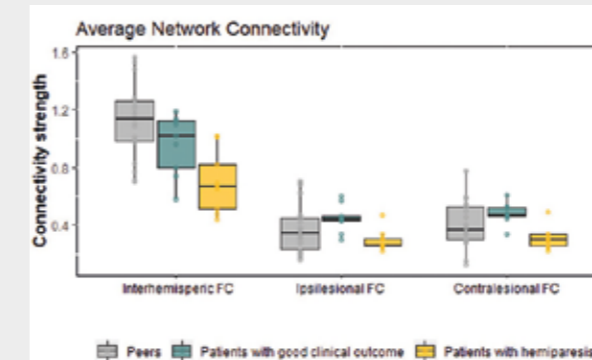 Average Network Connectivity
1.6
1.2
0.8
0.4
Connectivity strength
Interhemisperic FC
Ipsilesional FC
Contralesional FC
Peers
Patients with good clinical outcome
Patients with hemiparesis